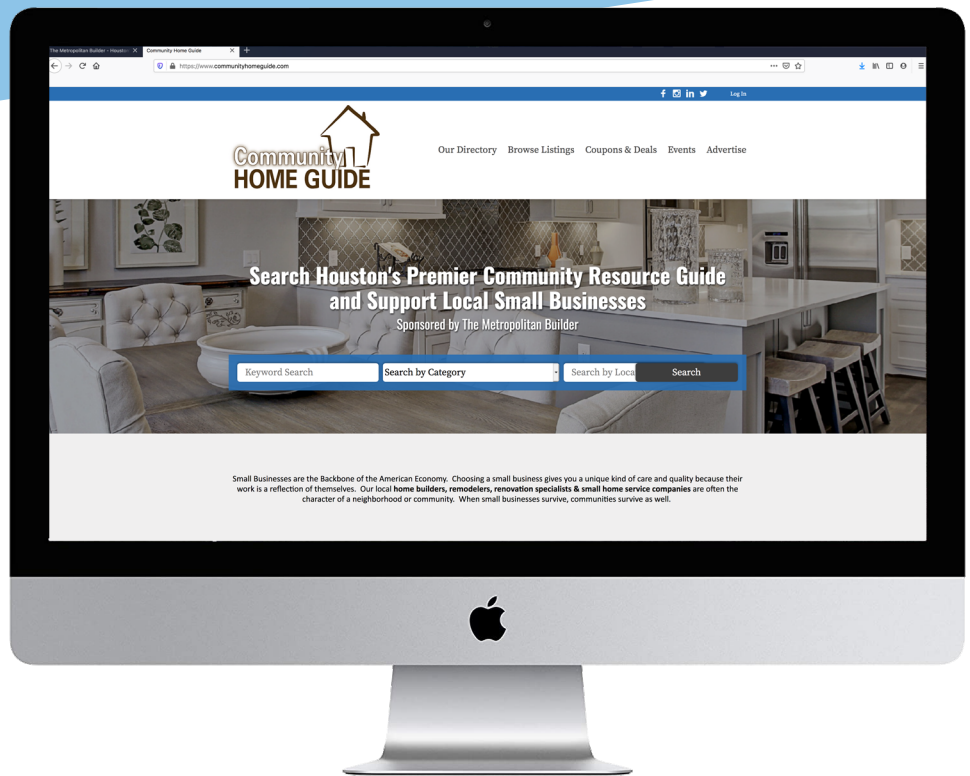 The Metropolitan Builder - Houston
Community Home Guide
https://www.communityhomeguide.com
Log In
Community
HOME GUIDE
Our Directory Browse Listings Coupons & Deals Events Advertise
Search Houston's Premier Community Resource Guide
and Support Local Small Businesses
Sponsored by The Metropolitan Builder
Keyword Search Search by Category Search by Loca Search
Small Businesses are the Backbone of the American Economy. Choosing a small business gives you a unique kind of care and quality because their
work is a reflection of themselves. Our local home builders, remodelers, renovation specialists & small home service companies are often the
character of a neighborhood or community. When small businesses survive, communities survive as well.